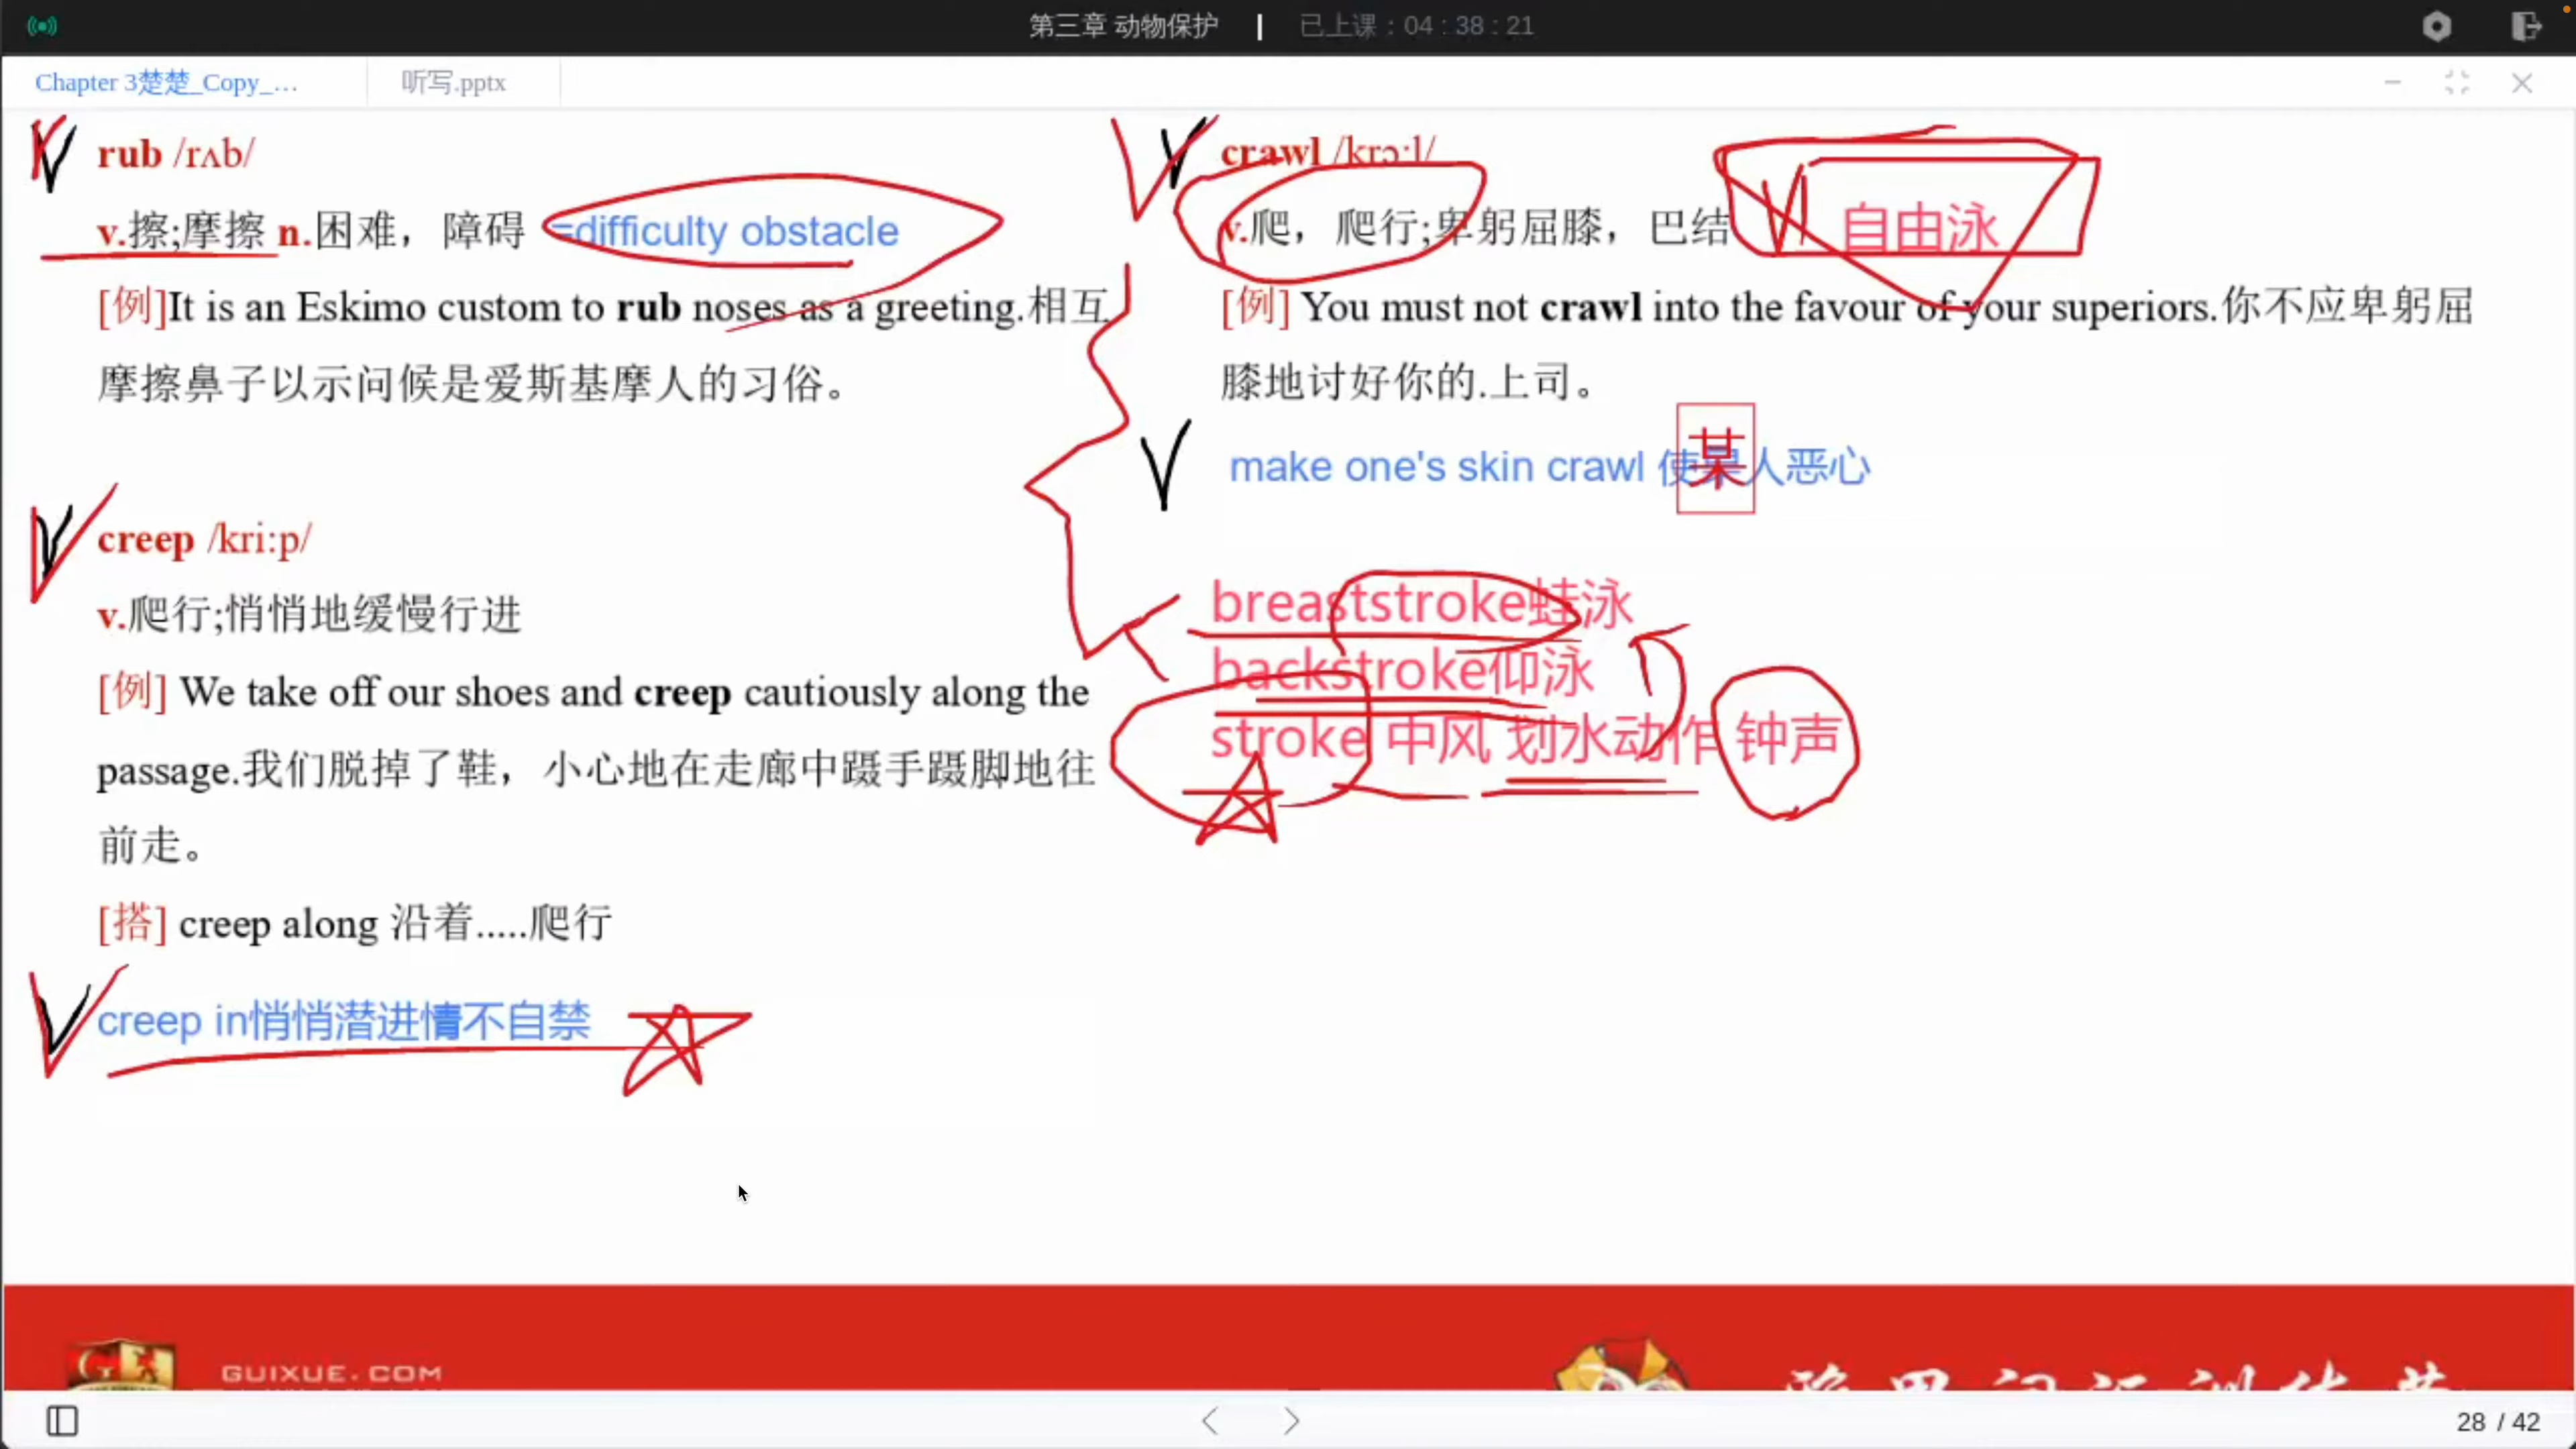 第三章 动物保护 | 已上课：04 : 38 : 21
Chapter 3楚楚_Copy_… 听写.pptx
rub /rʌb/
v.擦;摩擦 n.困难，障碍 =difficulty obstacle
[例]It is an Eskimo custom to rub noses as a greeting.相互
摩擦鼻子以示问候是爱斯基摩人的习俗。
creep /kri:p/
v.爬行;悄悄地缓慢行进
[例] We take off our shoes and creep cautiously along the
passage.我们脱掉了鞋，小心地在走廊中蹑手蹑脚地往
前走。
[搭] creep along 沿着.....爬行
creep in悄悄潜进情不自禁
crawl /krɔ:l/
v.爬，爬行;卑躬屈膝，巴结 自由泳
[例] You must not crawl into the favour of your superiors.你不应卑躬屈
膝地讨好你的.上司。
make one's skin crawl 使某人恶心
breaststroke蛙泳
backstroke仰泳
stroke 中风 划水动作 钟声
GUIXUE.COM
28 / 42